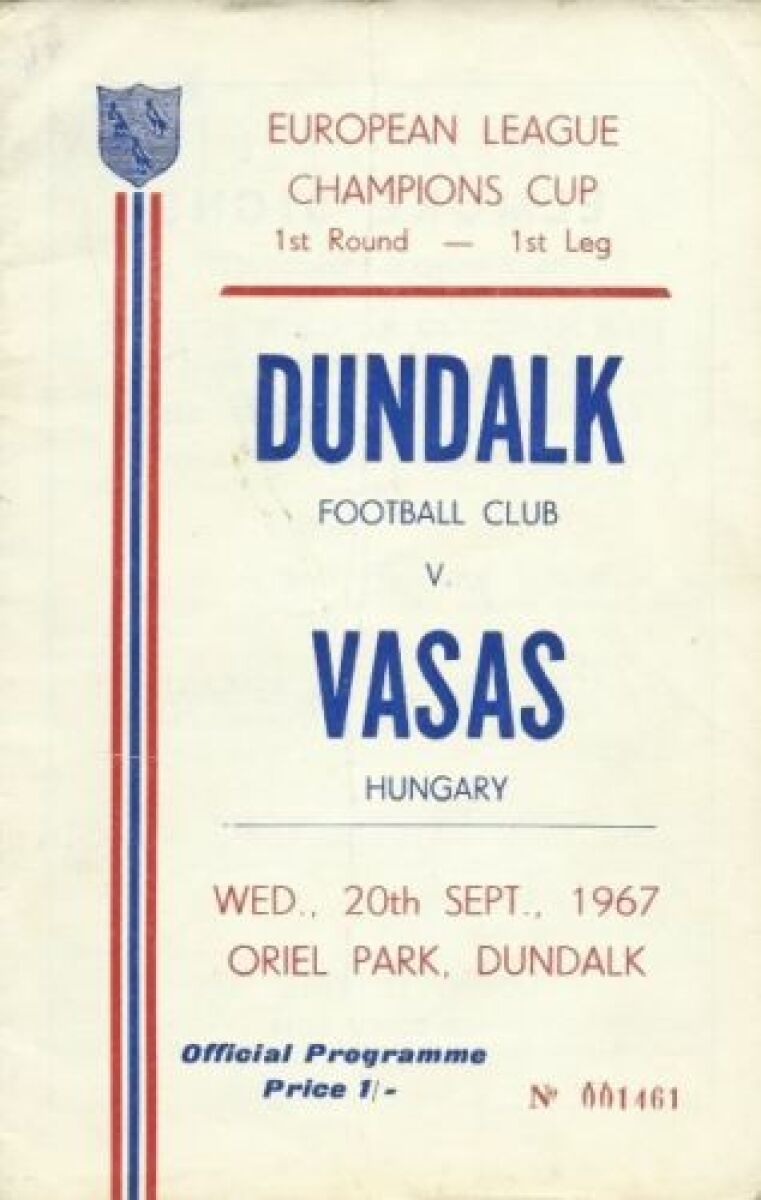 EUROPEAN LEAGUE
CHAMPIONS CUP
1st Round — 1st Leg
DUNDALK
FOOTBALL CLUB
V.
VASAS
HUNGARY
WED., 20th SEPT., 1967
ORIEL PARK, DUNDALK
Official Programme
Price 1/-
Nº 001461